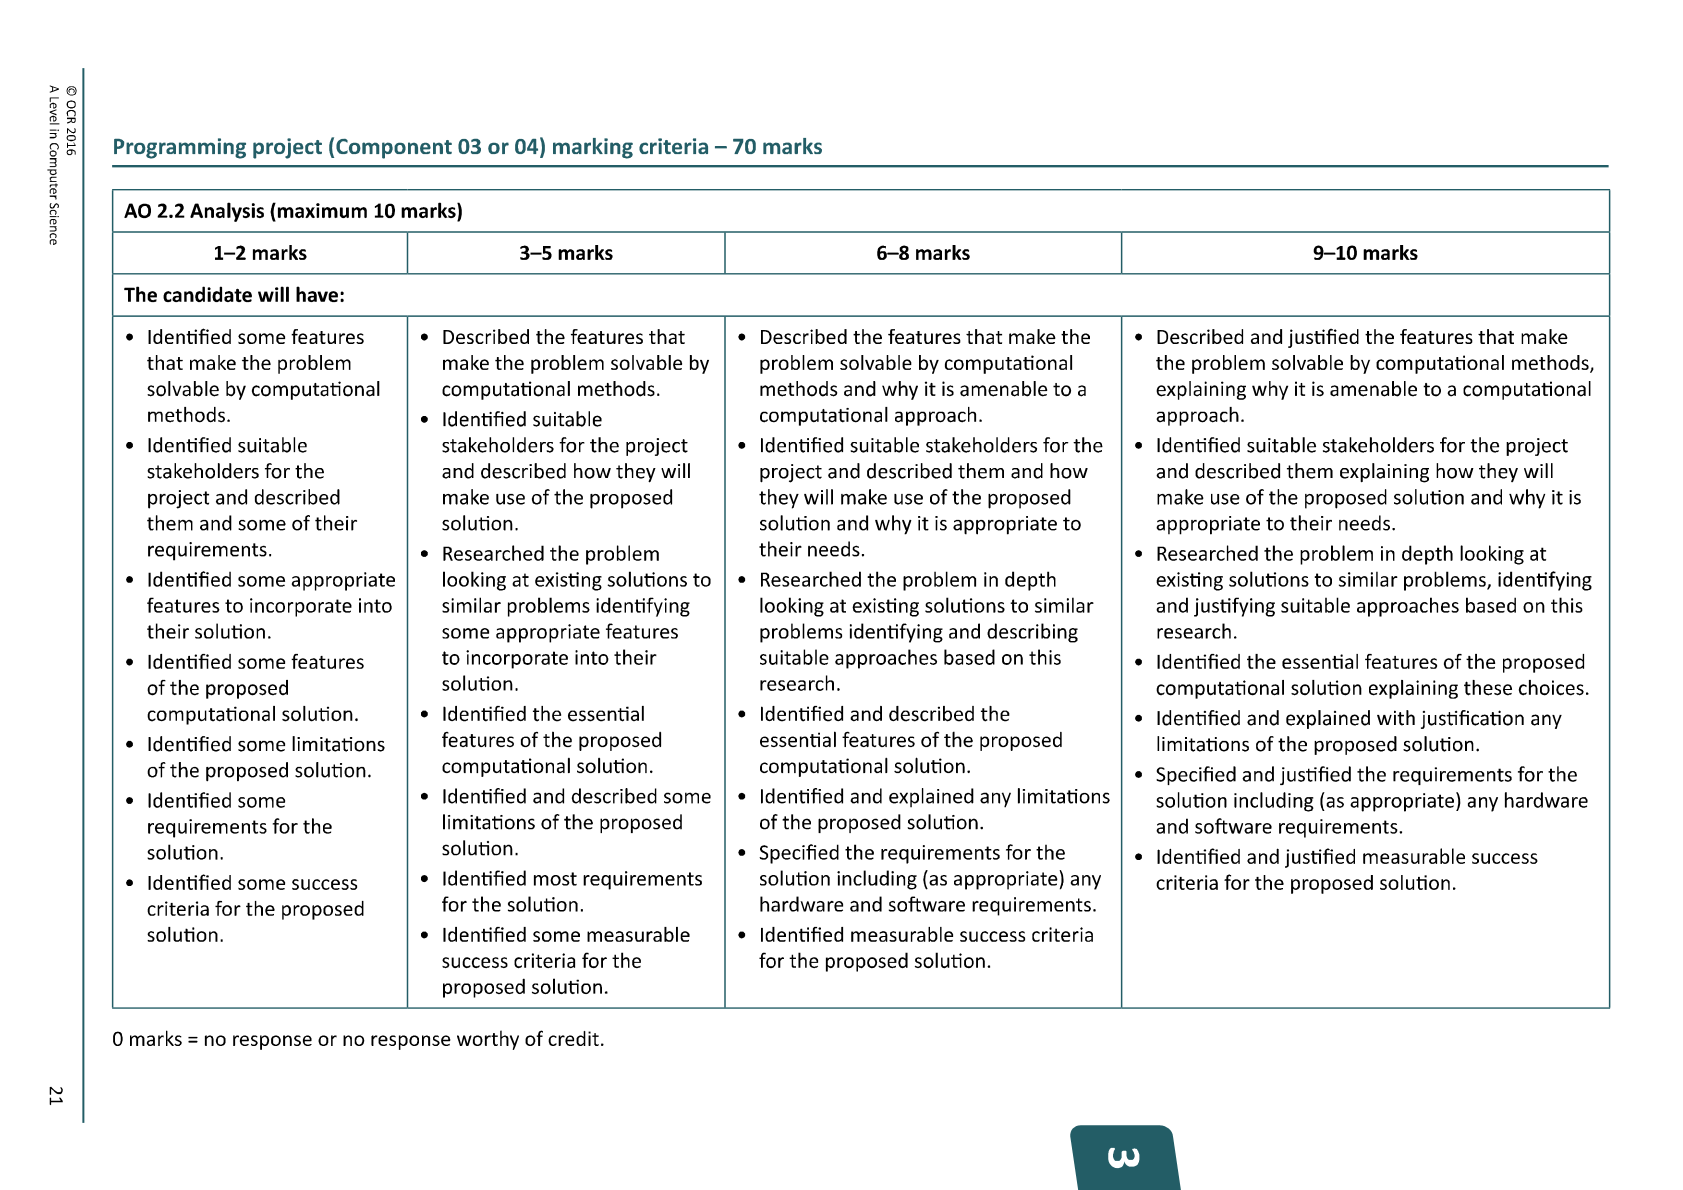 © OCR 2016
A Level in Computer Science
Programming project (Component 03 or 04) marking criteria – 70 marks
AO 2.2 Analysis (maximum 10 marks)
1–2 marks
3–5 marks
6–8 marks
9–10 marks
The candidate will have:
• Identified some features
that make the problem
solvable by computational
methods.
• Identified suitable
stakeholders for the
project and described
them and some of their
requirements.
• Identified some appropriate
features to incorporate into
their solution.
• Identified some features
of the proposed
computational solution.
• Identified some limitations
of the proposed solution.
• Identified some
requirements for the
solution.
• Identified some success
criteria for the proposed
solution.
• Described the features that
make the problem solvable by
computational methods.
• Identified suitable
stakeholders for the project
and described how they will
make use of the proposed
solution.
• Researched the problem
looking at existing solutions to
similar problems identifying
some appropriate features
to incorporate into their
solution.
• Identified the essential
features of the proposed
computational solution.
• Identified and described some
limitations of the proposed
solution.
• Identified most requirements
for the solution.
• Identified some measurable
success criteria for the
proposed solution.
• Described the features that make the
problem solvable by computational
methods and why it is amenable to a
computational approach.
• Identified suitable stakeholders for the
project and described them and how
they will make use of the proposed
solution and why it is appropriate to
their needs.
• Researched the problem in depth
looking at existing solutions to similar
problems identifying and describing
suitable approaches based on this
research.
• Identified and described the
essential features of the proposed
computational solution.
• Identified and explained any limitations
of the proposed solution.
• Specified the requirements for the
solution including (as appropriate) any
hardware and software requirements.
• Identified measurable success criteria
for the proposed solution.
• Described and justified the features that make
the problem solvable by computational methods,
explaining why it is amenable to a computational
approach.
• Identified suitable stakeholders for the project
and described them explaining how they will
make use of the proposed solution and why it is
appropriate to their needs.
• Researched the problem in depth looking at
existing solutions to similar problems, identifying
and justifying suitable approaches based on this
research.
• Identified the essential features of the proposed
computational solution explaining these choices.
• Identified and explained with justification any
limitations of the proposed solution.
• Specified and justified the requirements for the
solution including (as appropriate) any hardware
and software requirements.
• Identified and justified measurable success
criteria for the proposed solution.
0 marks = no response or no response worthy of credit.
21
3